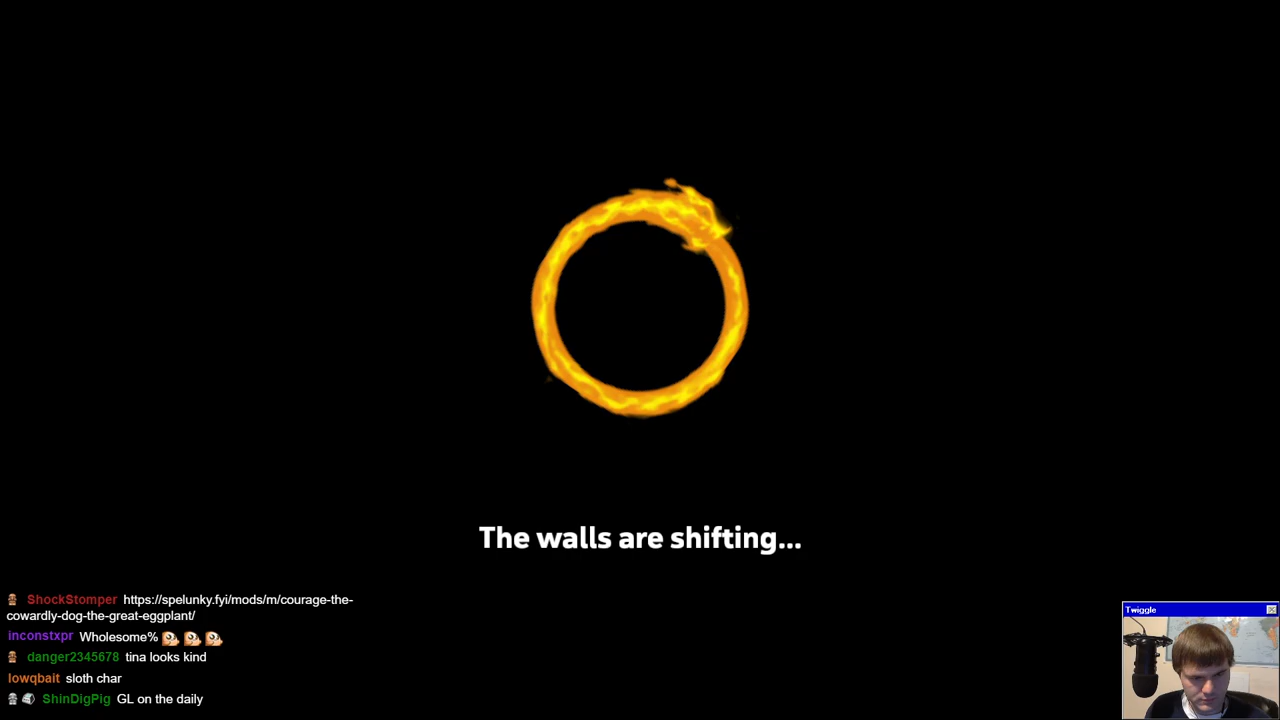 The walls are shifting...
ShockStomper https://spelunky.fyi/mods/m/courage-the-
cowardly-dog-the-great-eggplant/
inconstxpr Wholesome%
danger2345678 tina looks kind
lowqbait sloth char
ShinDigPig GL on the daily
Twiggle